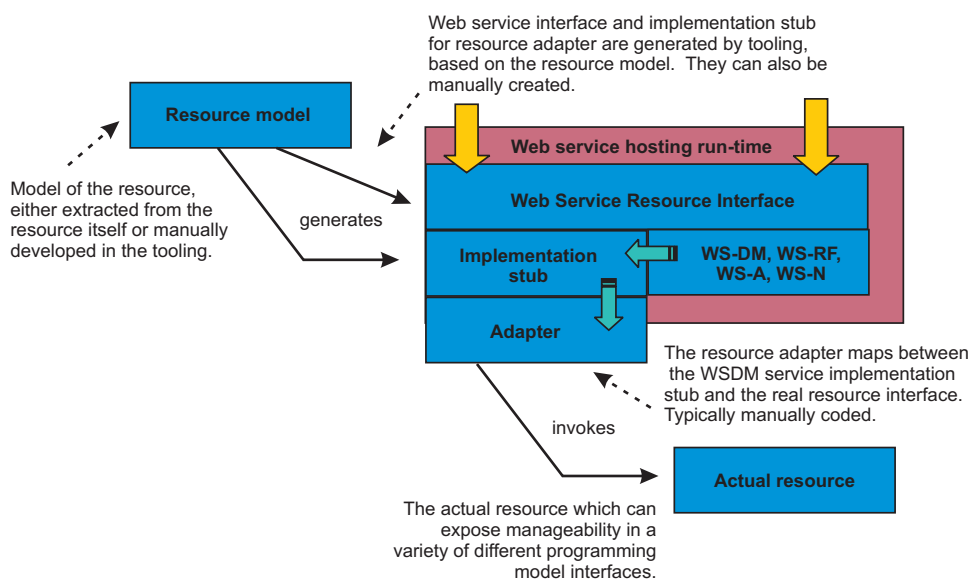 Web service interface and implementation stub
for resource adapter are generated by tooling,
based on the resource model.  They can also be
manually created.
Resource model
Web service hosting run-time
Model of the resource,
either extracted from the
resource itself or manually
developed in the tooling.
generates
Web Service Resource Interface
Implementation
stub
WS-DM, WS-RF,
WS-A, WS-N
Adapter
The resource adapter maps between
the WSDM service implementation
stub and the real resource interface.
Typically manually coded.
invokes
Actual resource
The actual resource which can
expose manageability in a
variety of different programming
model interfaces.